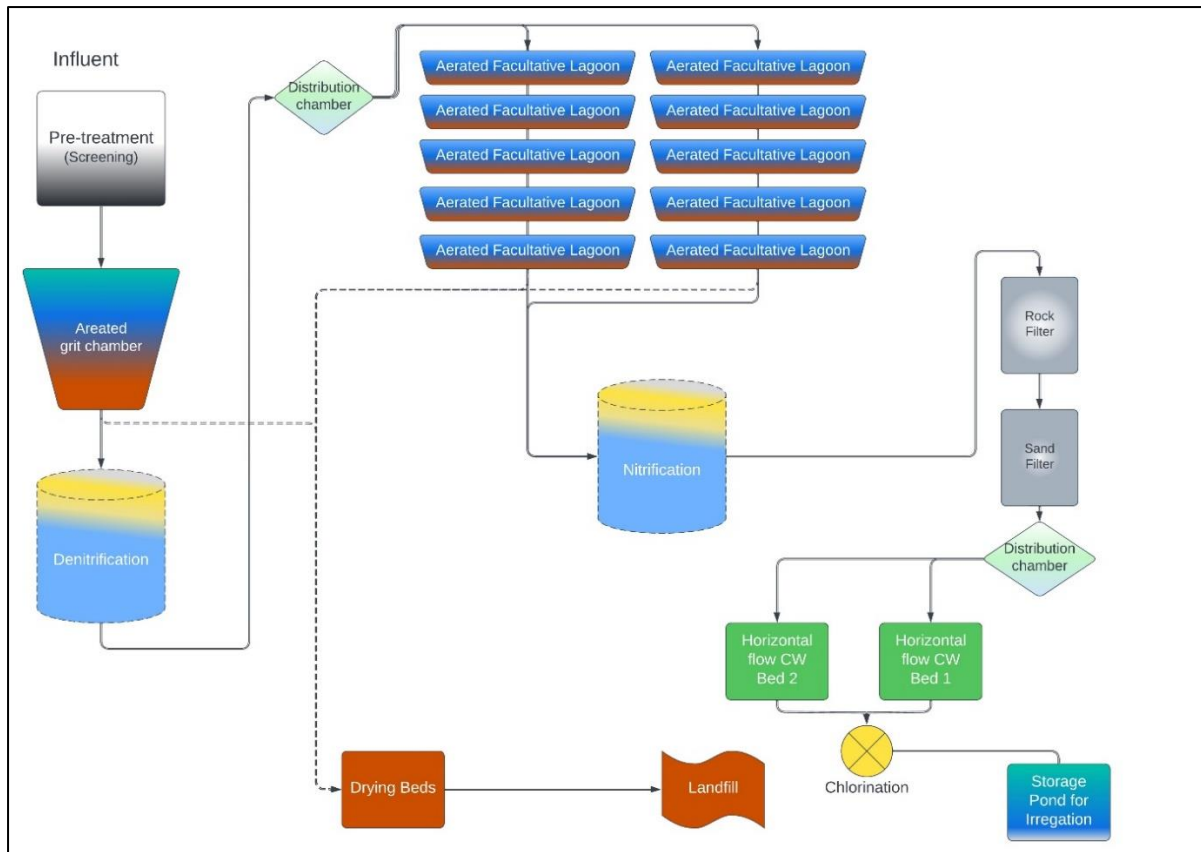 Influent
Pre-treatment
(Screening)
Areated
grit chamber
Denitrification
Distribution
chamber
Aerated Facultative Lagoon
Aerated Facultative Lagoon
Aerated Facultative Lagoon
Aerated Facultative Lagoon
Aerated Facultative Lagoon
Aerated Facultative Lagoon
Aerated Facultative Lagoon
Aerated Facultative Lagoon
Aerated Facultative Lagoon
Aerated Facultative Lagoon
Nitrification
Rock
Filter
Sand
Filter
Distribution
chamber
Horizontal
flow CW
Bed 2
Horizontal
flow CW
Bed 1
Chlorination
Storage
Pond for
Irregation
Drying Beds
Landfill